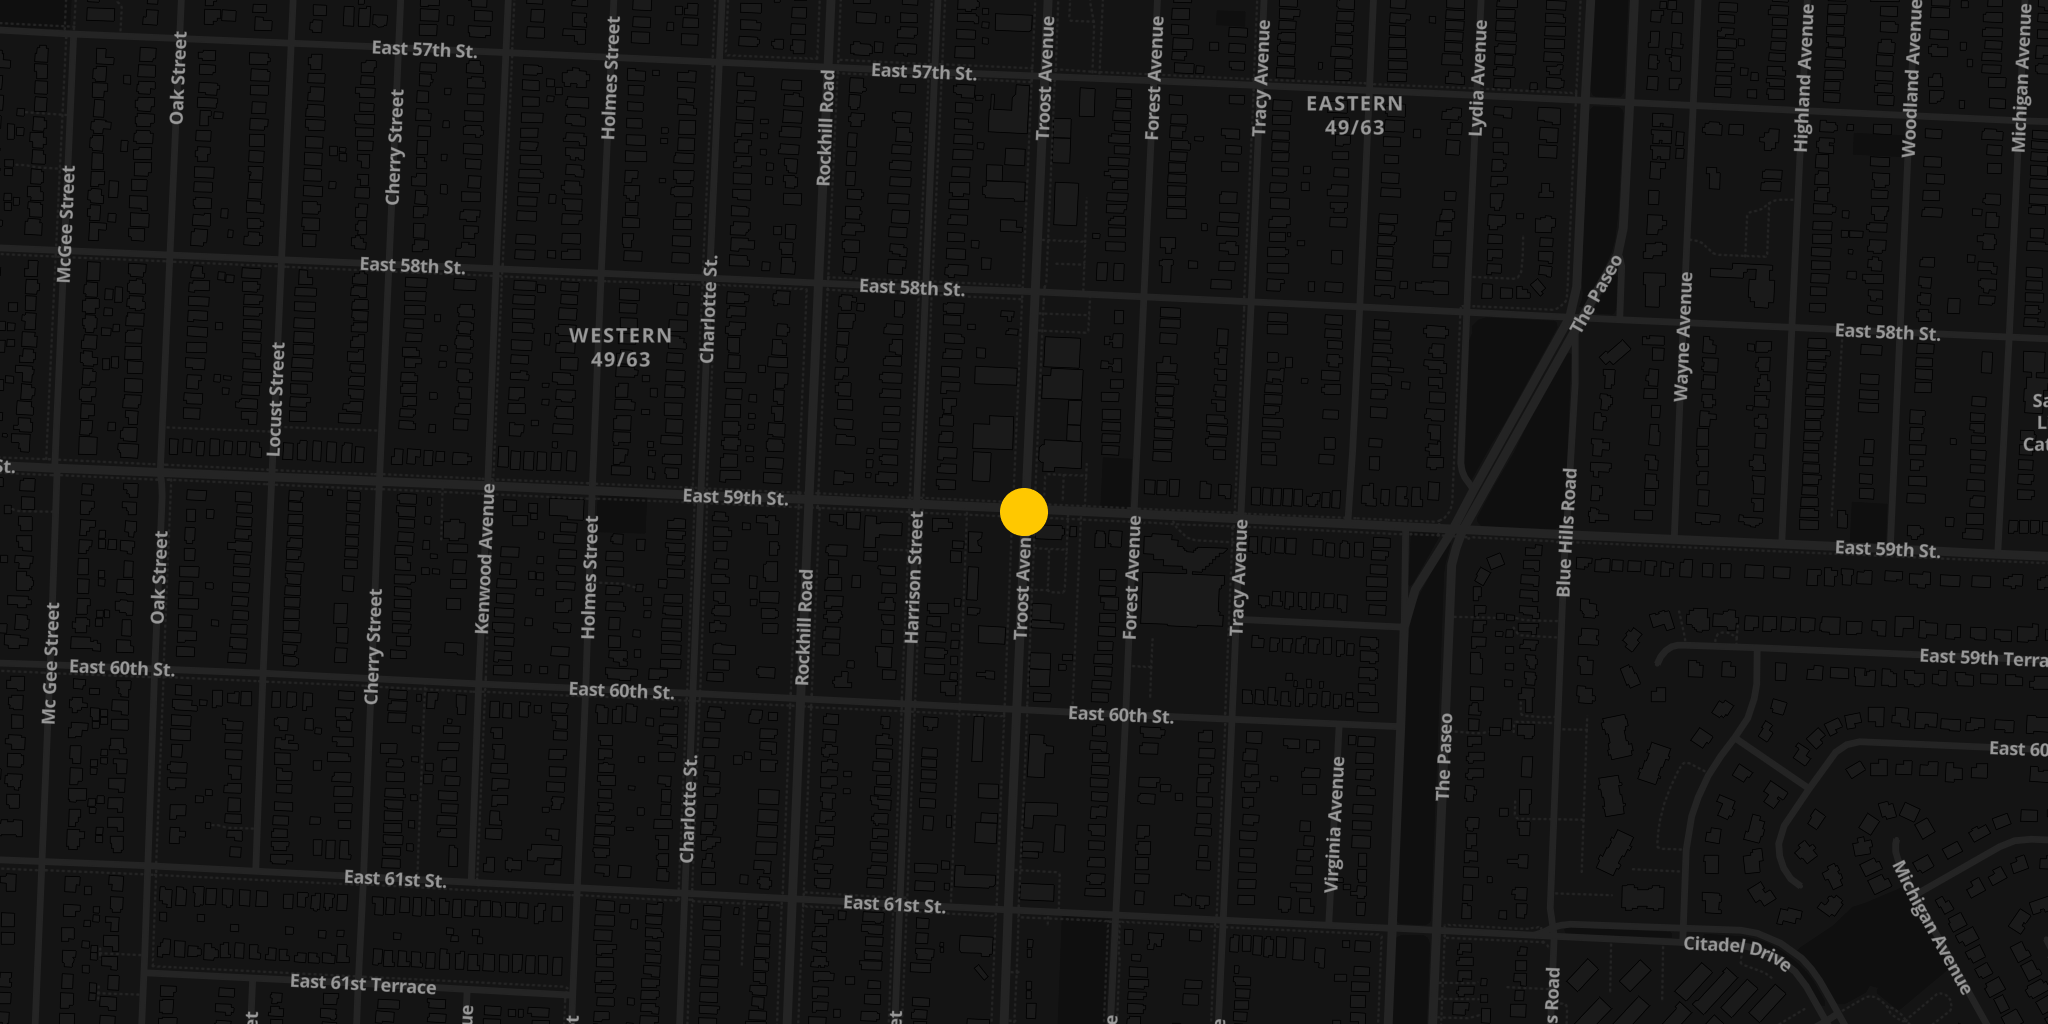 East 57th St.
East 57th St.
Oak Street
Holmes Street
Troost Avenue
Forest Avenue
Tracy Avenue
Lydia Avenue
Highland Avenue
Woodland Avenue
Michigan Avenue
Cherry Street
Rockhill Road
EASTERN
49/63
McGee Street
East 58th St.
East 58th St.
East 58th St.
The Paseo
Charlotte St.
WESTERN
49/63
Wayne Avenue
Locust Street
St.
East 59th St.
East 59th St.
Blue Hills Road
Oak Street
Kenwood Avenue
Holmes Street
Harrison Street
Troost Aven
Forest Avenue
Tracy Avenue
Mc Gee Street
Cherry Street
Rockhill Road
East 59th Terra
East 60th St.
East 60th St.
East 60th St.
East 60
The Paseo
Charlotte St.
Virginia Avenue
East 61st St.
East 61st St.
Michigan Avenue
Citadel Drive
East 61st Terrace
s Road